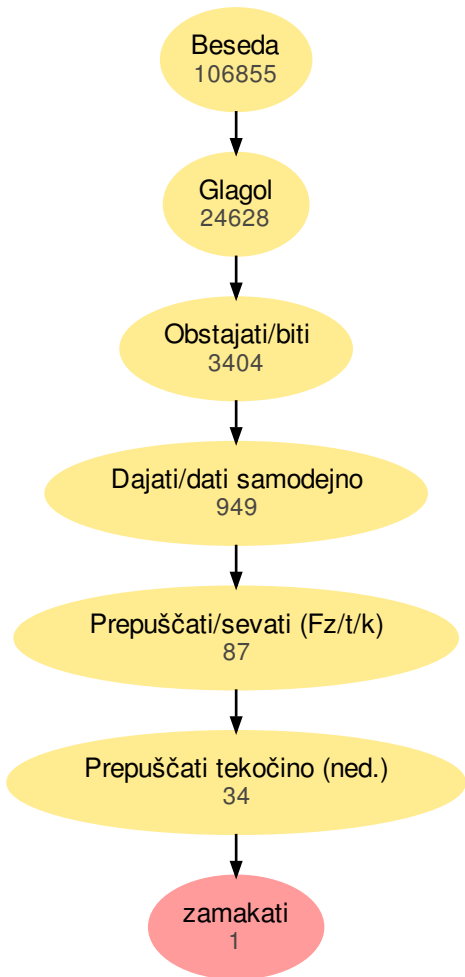 Beseda
106855
Glagol
24628
Obstajati/biti
3404
Dajati/dati samodejno
949
Prepuščati/sevati (Fz/t/k)
87
Prepuščati tekočino (ned.)
34
zamakati
1